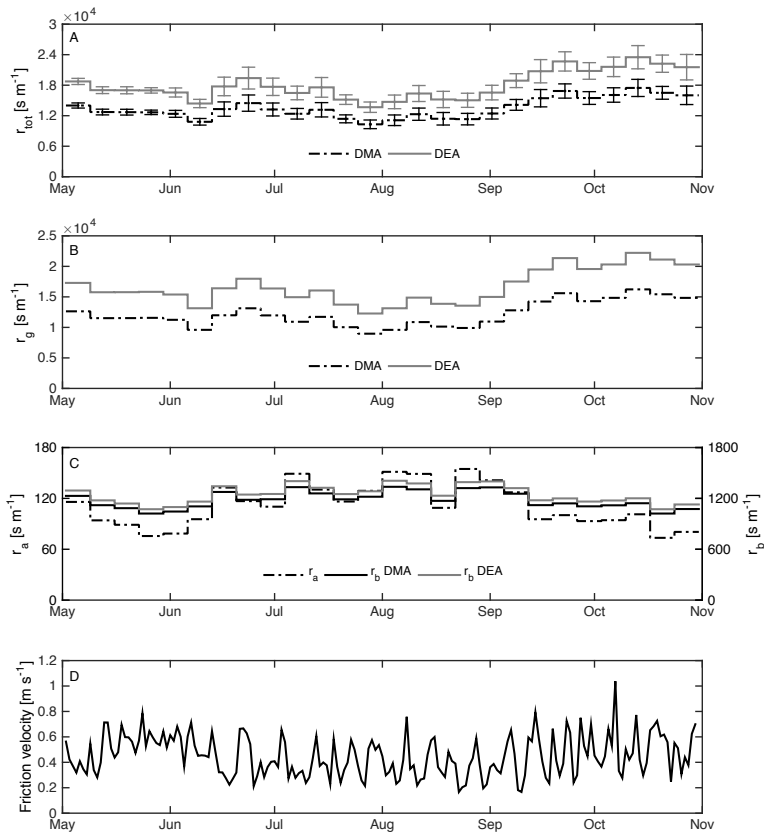 ×10⁴
3
A
2.4
1.8
1.2
0.6
0
r_tot [s m⁻¹]
DMA DEA
May Jun Jul Aug Sep Oct Nov
×10⁴
2.5
B
2
1.5
1
0.5
0
r_g [s m⁻¹]
DMA DEA
May Jun Jul Aug Sep Oct Nov
180 1800
C
120 1200
60 600
0 0
r_a [s m⁻¹]
r_b [s m⁻¹]
r_a r_b DMA r_b DEA
May Jun Jul Aug Sep Oct Nov
1.2
D
1
0.8
0.6
0.4
0.2
0
Friction velocity [m s⁻¹]
May Jun Jul Aug Sep Oct Nov